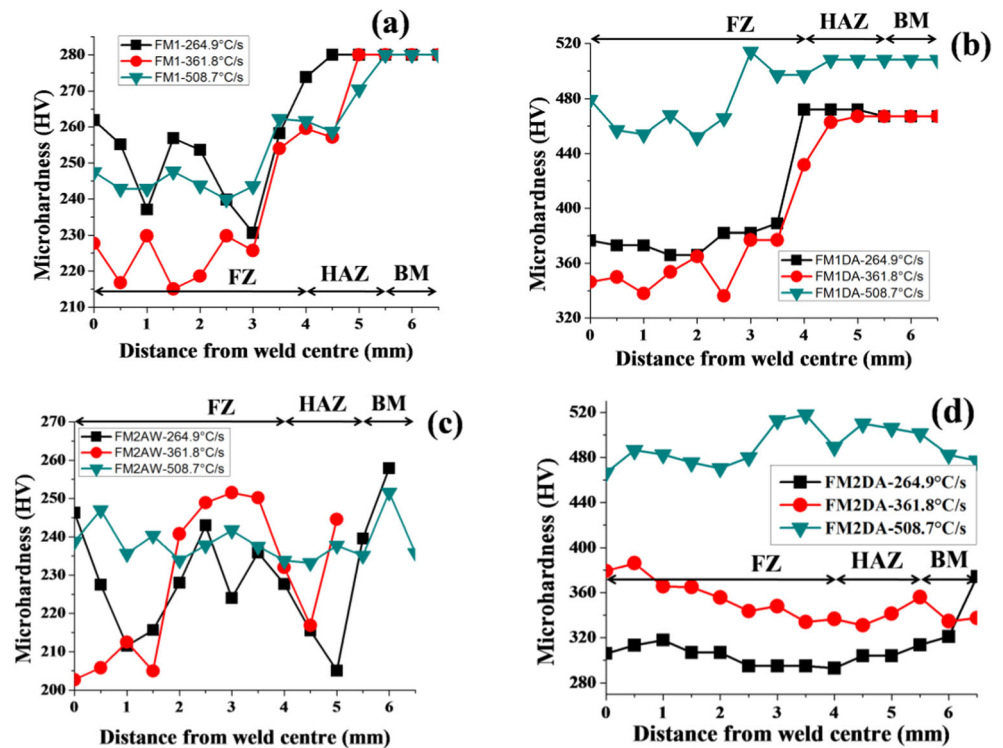 (a)
FM1-264.9°C/s
FM1-361.8°C/s
FM1-508.7°C/s
280
270
260
250
240
230
220
210
Microhardness (HV)
FZ
HAZ
BM
0
1
2
3
4
5
6
Distance from weld centre (mm)
FZ
HAZ
BM
(b)
520
480
440
400
360
320
Microhardness (HV)
FM1DA-264.9°C/s
FM1DA-361.8°C/s
FM1DA-508.7°C/s
0
1
2
3
4
5
6
Distance from weld centre (mm)
FZ
HAZ
BM
(c)
270
260
250
240
230
220
210
200
Microhardness (HV)
FM2AW-264.9°C/s
FM2AW-361.8°C/s
FM2AW-508.7°C/s
0
1
2
3
4
5
6
Distance from weld centre (mm)
(d)
520
480
440
400
380
360
320
280
Microhardness (HV)
FM2DA-264.9°C/s
FM2DA-361.8°C/s
FM2DA-508.7°C/s
FZ
HAZ
BM
0
1
2
3
4
5
6
Distance from weld centre (mm)